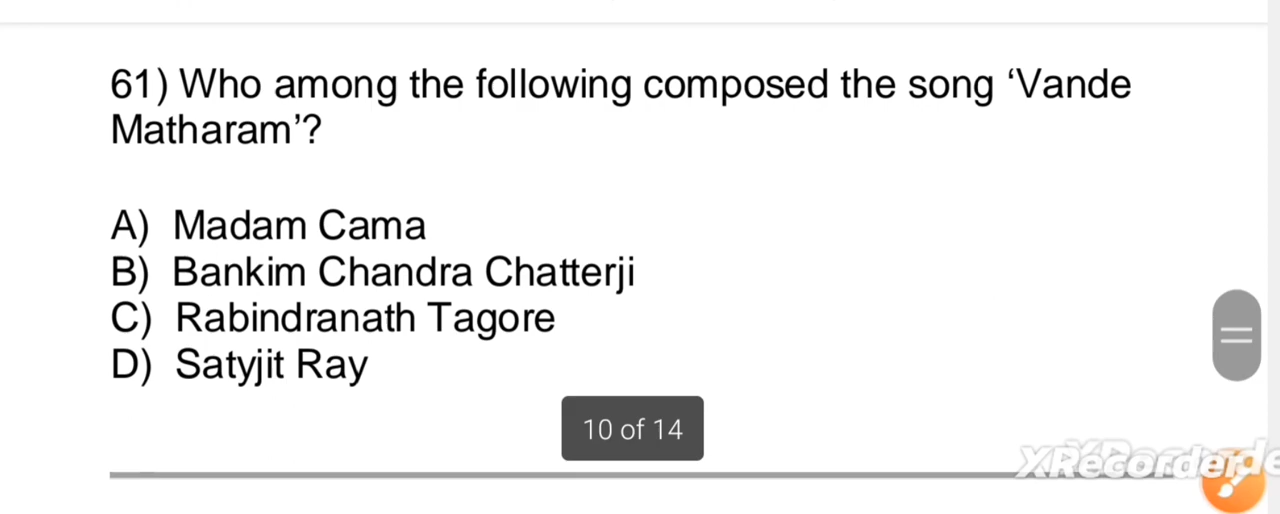 61) Who among the following composed the song ‘Vande
Matharam’?
A) Madam Cama
B) Bankim Chandra Chatterji
C) Rabindranath Tagore
D) Satyjit Ray
10 of 14
XRecorder